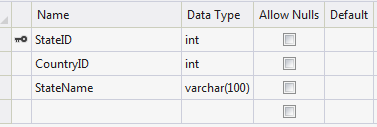 Name Data Type Allow Nulls Default
StateID int
CountryID int
StateName varchar(100)